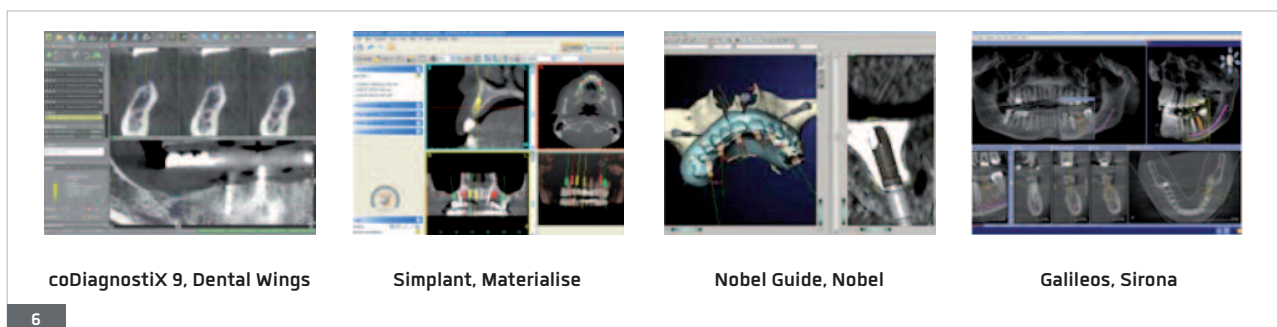 coDiagnostiX 9, Dental Wings
Simplant, Materialise
Nobel Guide, Nobel
Galileos, Sirona
6